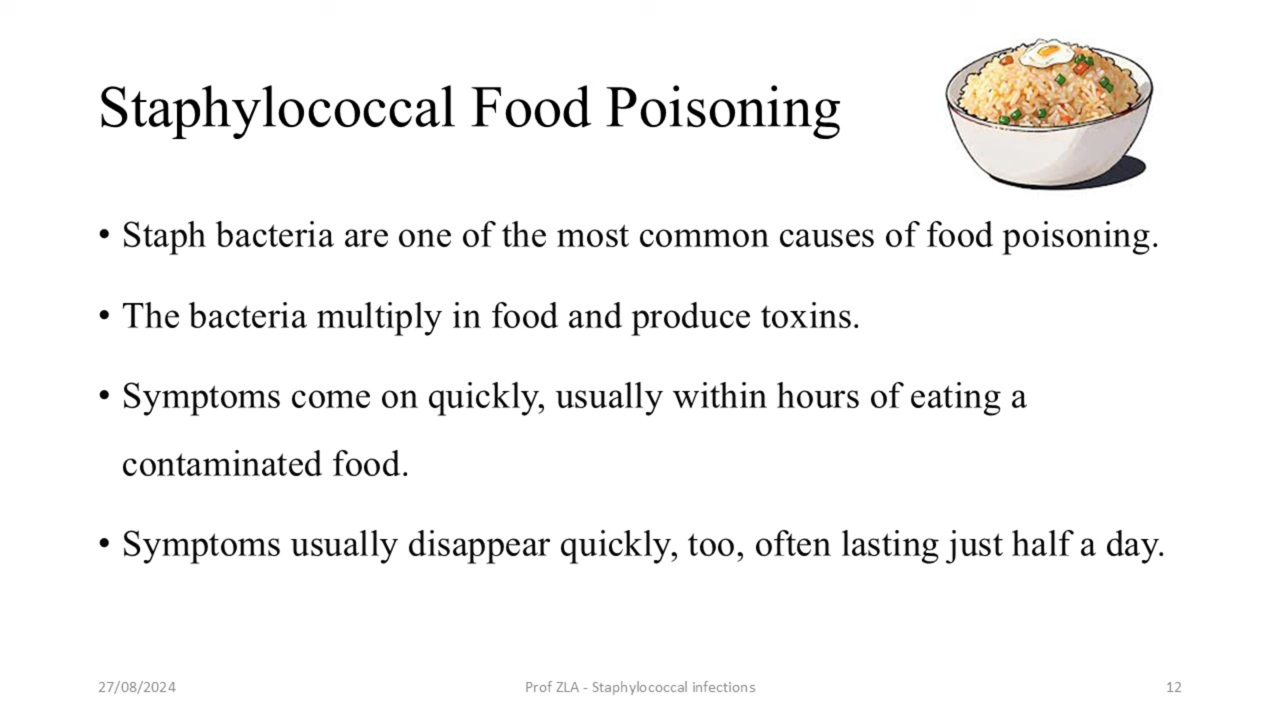 Staphylococcal Food Poisoning
• Staph bacteria are one of the most common causes of food poisoning.
• The bacteria multiply in food and produce toxins.
• Symptoms come on quickly, usually within hours of eating a
contaminated food.
• Symptoms usually disappear quickly, too, often lasting just half a day.
27/08/2024
Prof ZLA - Staphylococcal infections
12